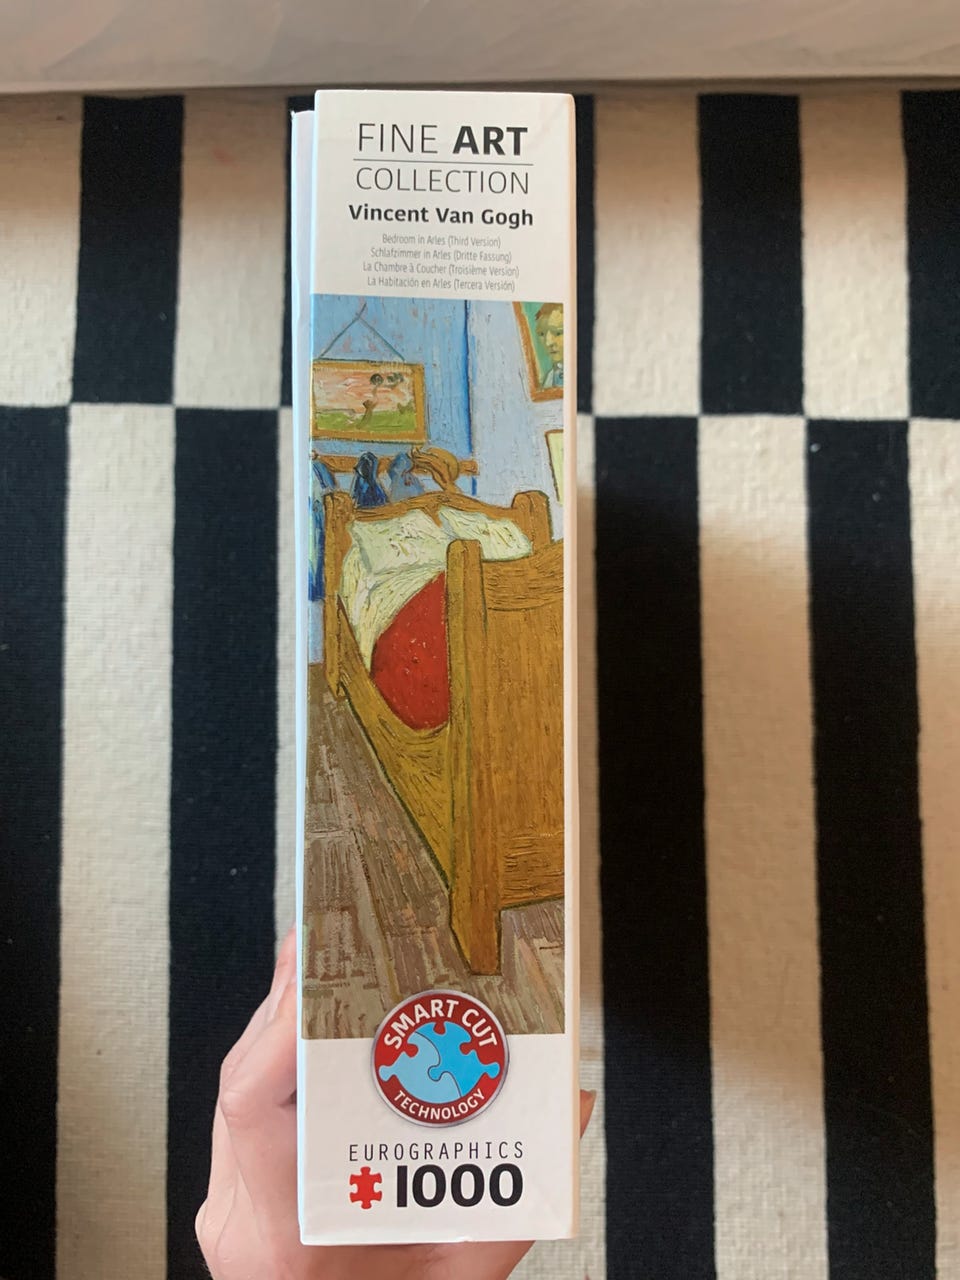 FINE ART
COLLECTION
Vincent Van Gogh
Bedroom in Arles (Third Version)
Schlafzimmer in Arles (Dritte Fassung)
La Chambre à Coucher (Troisième Version)
La Habitación en Arles (Tercera Versión)
SMART CUT
TECHNOLOGY
EUROGRAPHICS
1000